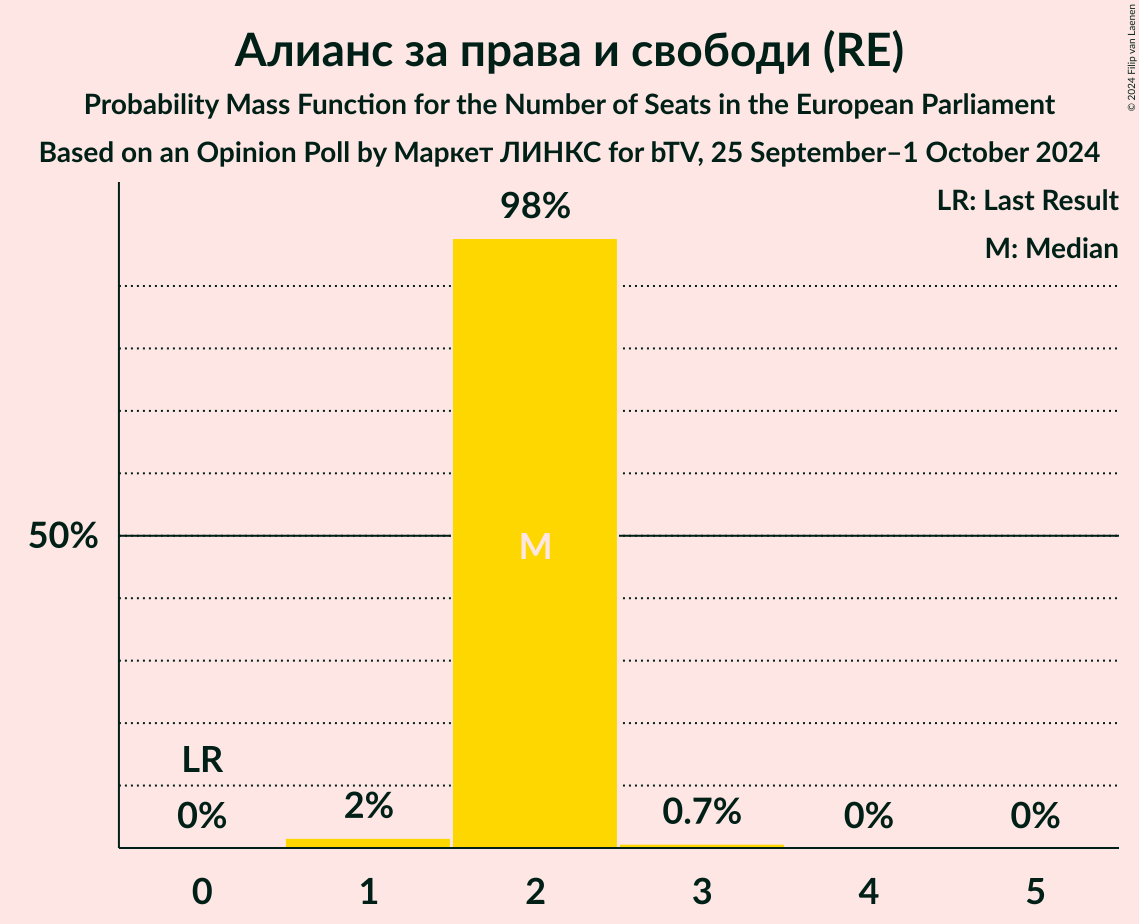 Алианс за права и свободи (RE)
Probability Mass Function for the Number of Seats in the European Parliament
Based on an Opinion Poll by Маркет ЛИНКС for bTV, 25 September–1 October 2024
© 2024 Filip van Laenen
LR: Last Result
M: Median
98%
50%
M
LR
0%
2%
0.7%
0%
0%
0 1 2 3 4 5